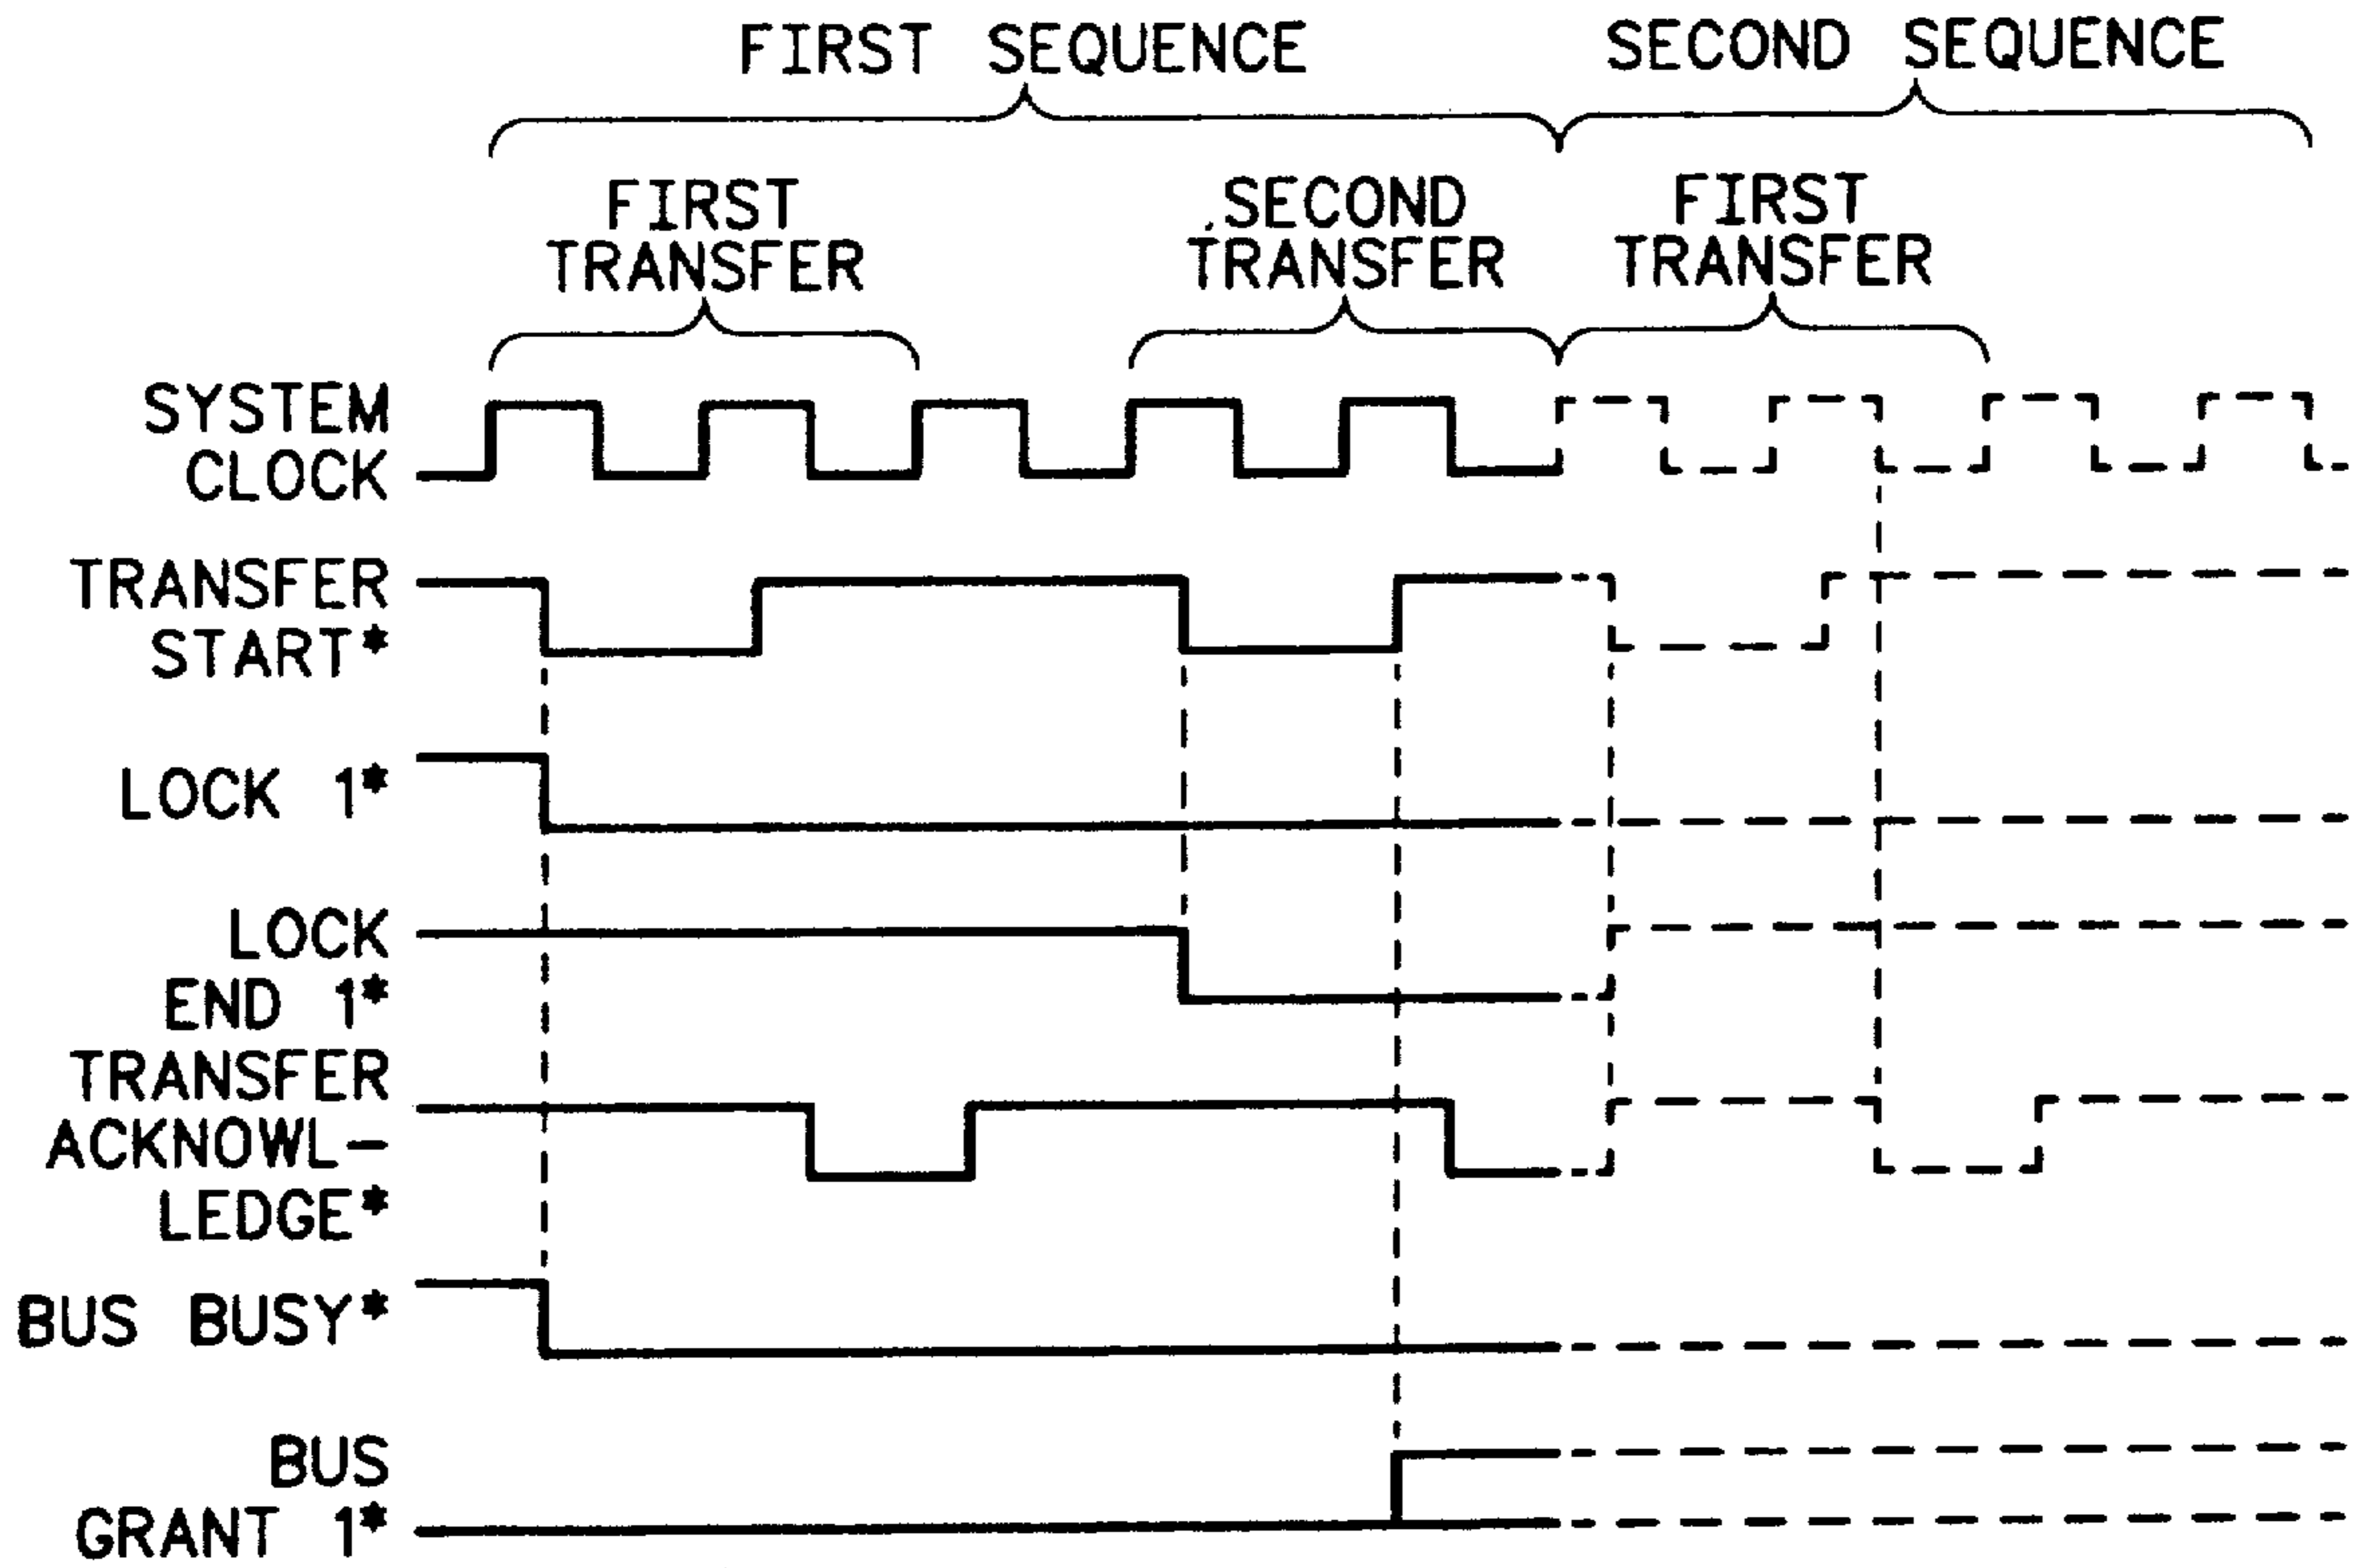 FIRST SEQUENCE SECOND SEQUENCE
FIRST TRANSFER
SECOND TRANSFER
FIRST TRANSFER
SYSTEM
CLOCK
TRANSFER
START*
LOCK 1*
LOCK
END 1*
TRANSFER
ACKNOWL-
LEDGE*
BUS BUSY*
BUS
GRANT 1*